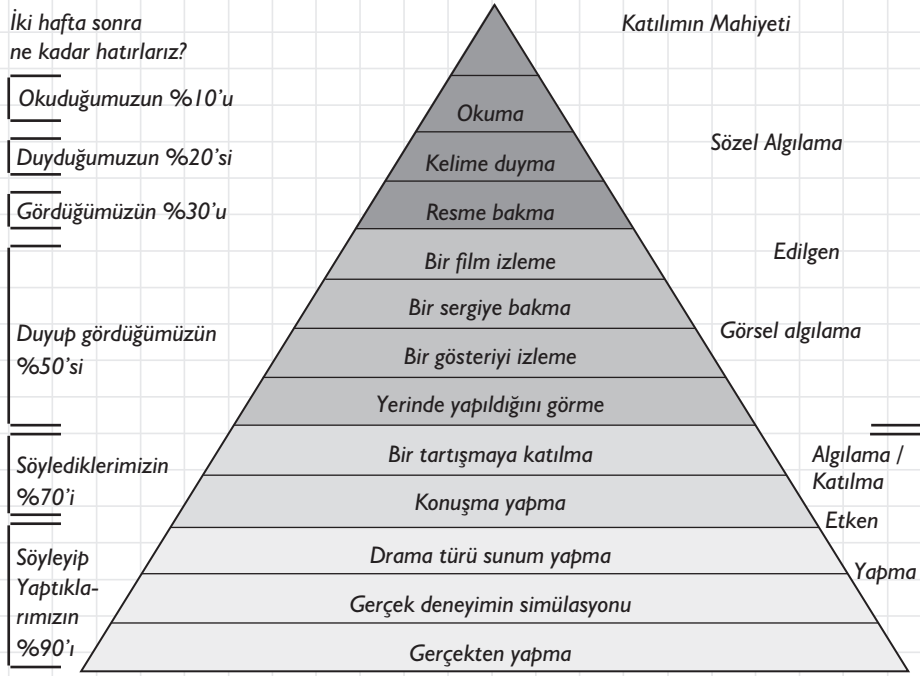 İki hafta sonra
ne kadar hatırlarız?
Okuduğumuzun %10’u
Duyduğumuzun %20’si
Gördüğümüzün %30’u
Duyup gördüğümüzün
%50’si
Söylediklerimizin
%70’i
Söyleyip
Yaptıkla-
rımızın
%90’ı
Okuma
Kelime duyma
Resme bakma
Bir film izleme
Bir sergiye bakma
Bir gösteriyi izleme
Yerinde yapıldığını görme
Bir tartışmaya katılma
Konuşma yapma
Drama türü sunum yapma
Gerçek deneyimin simülasyonu
Gerçekten yapma
Katılımın Mahiyeti
Sözel Algılama
Edilgen
Görsel algılama
Algılama /
Katılma
Etken
Yapma